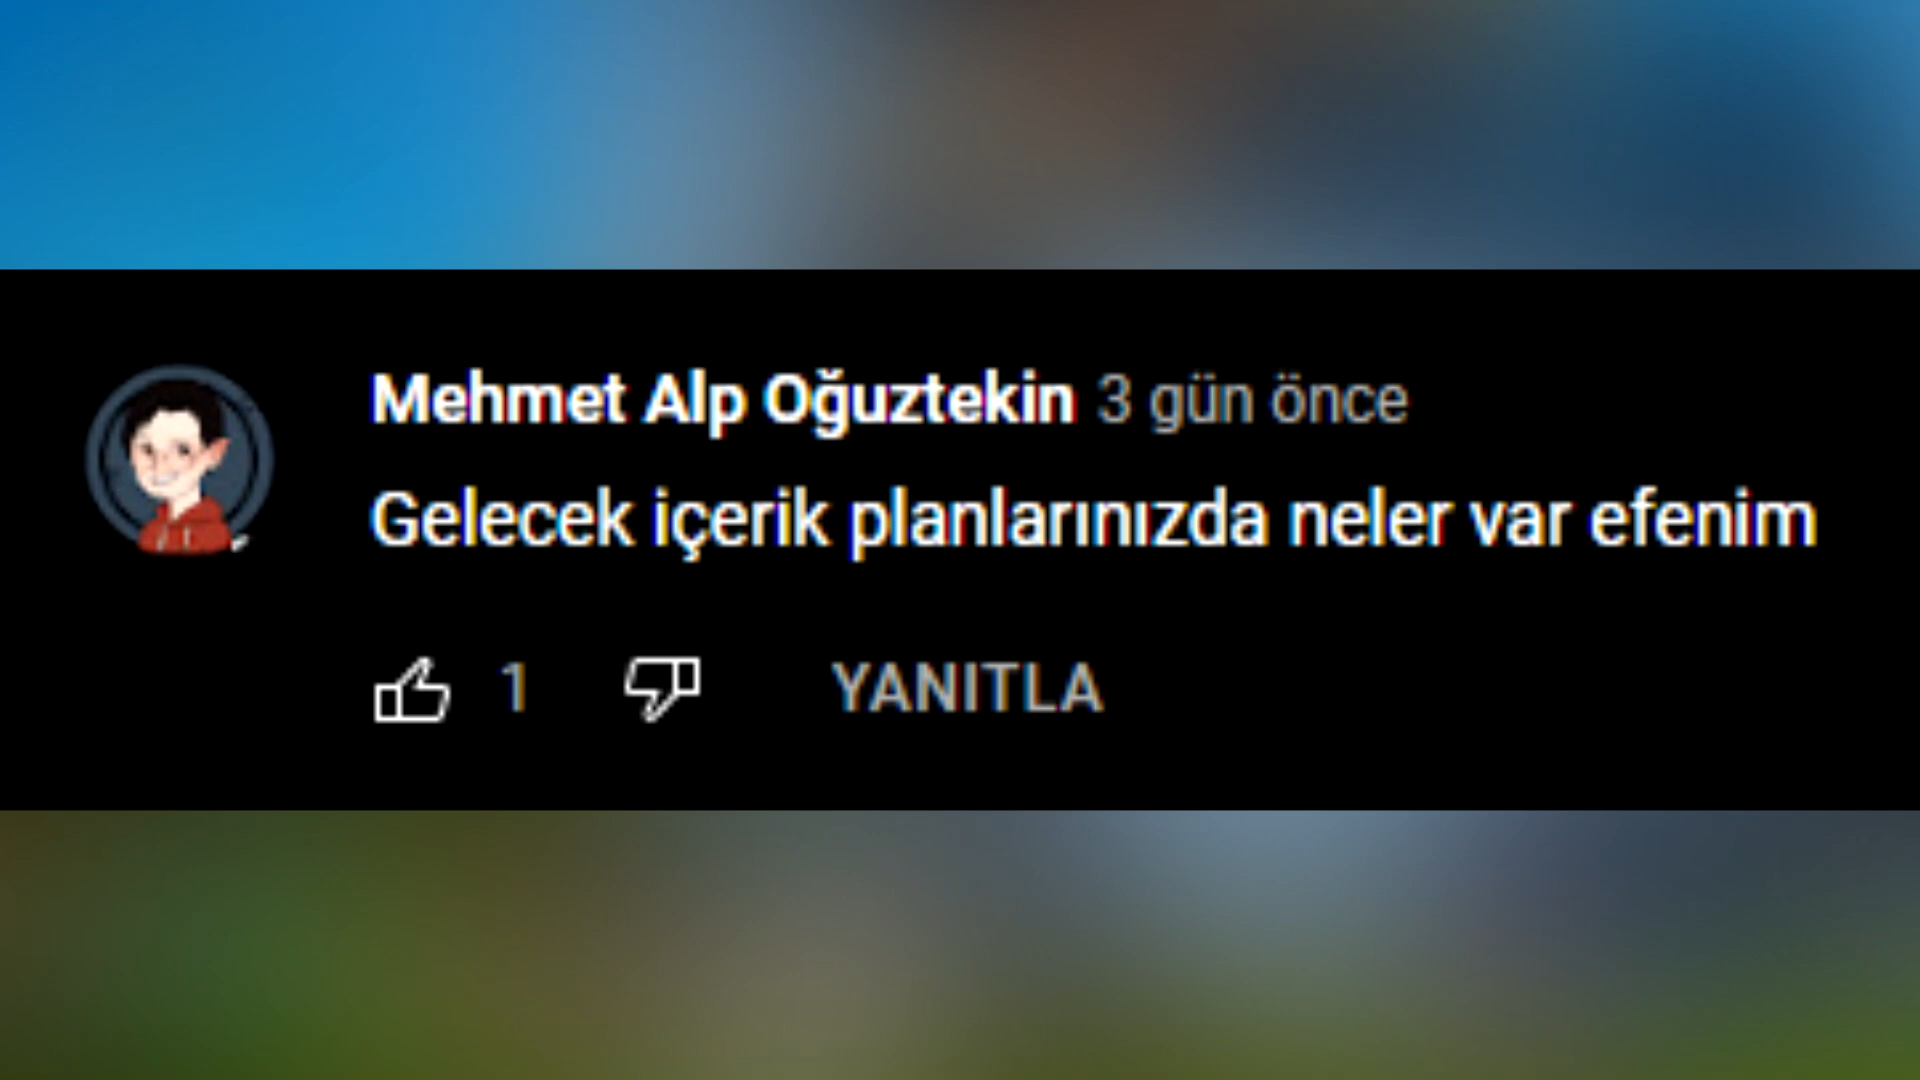 Mehmet Alp Oğuztekin 3 gün önce
Gelecek içerik planlarınızda neler var efenim
1 YANITLA